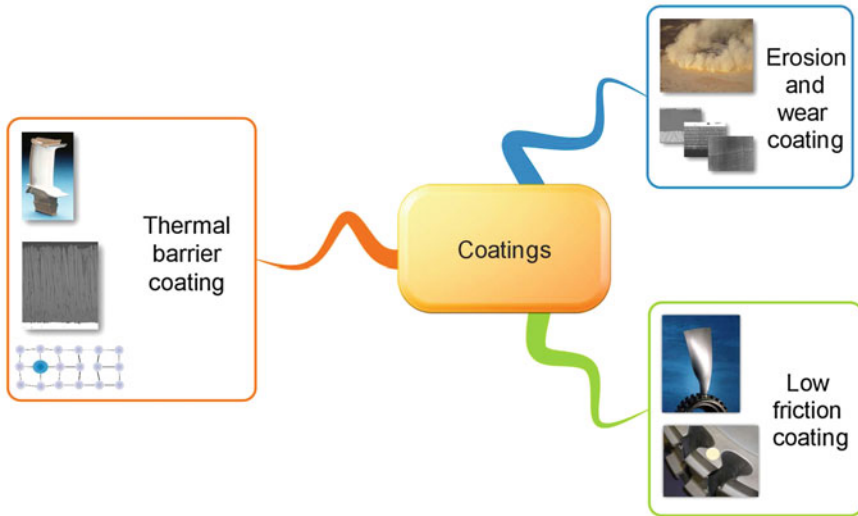 Erosion
and
wear
coating
Thermal
barrier
coating
Coatings
Low
friction
coating